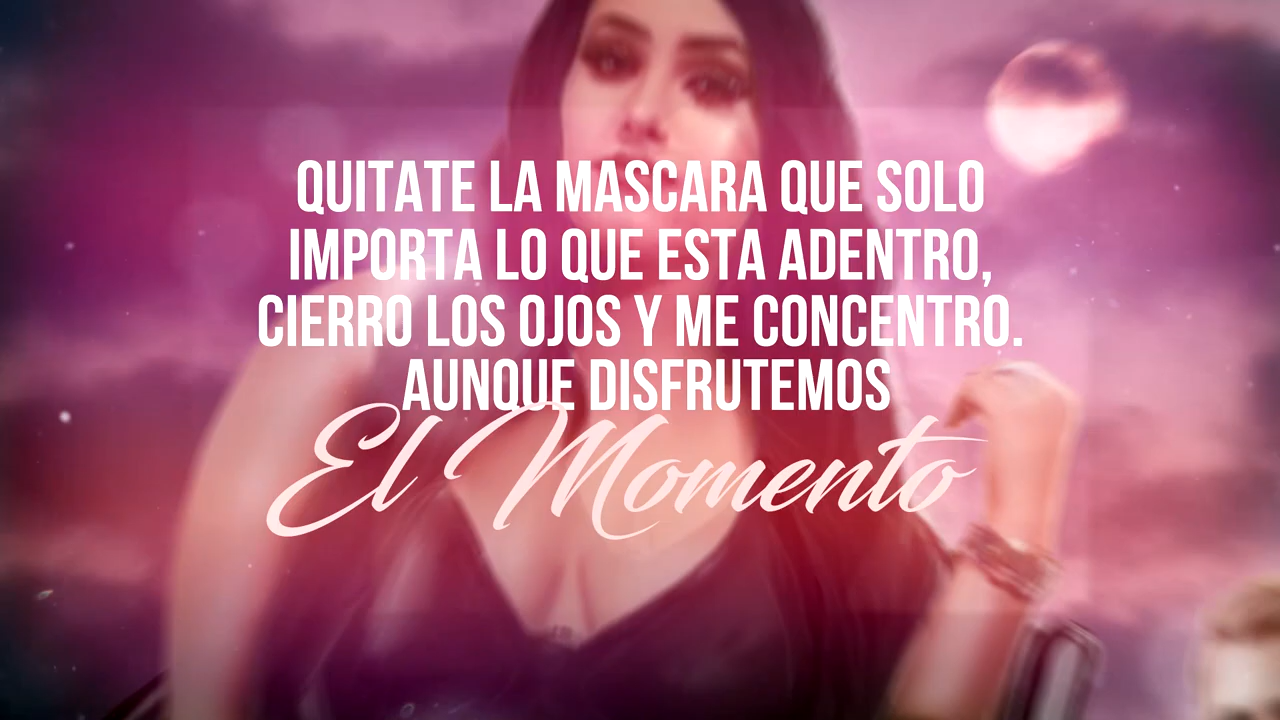 QUITATE LA MASCARA QUE SOLO
IMPORTA LO QUE ESTA ADENTRO,
CIERRO LOS OJOS Y ME CONCENTRO.
AUNQUE DISFRUTEMOS
El Momento